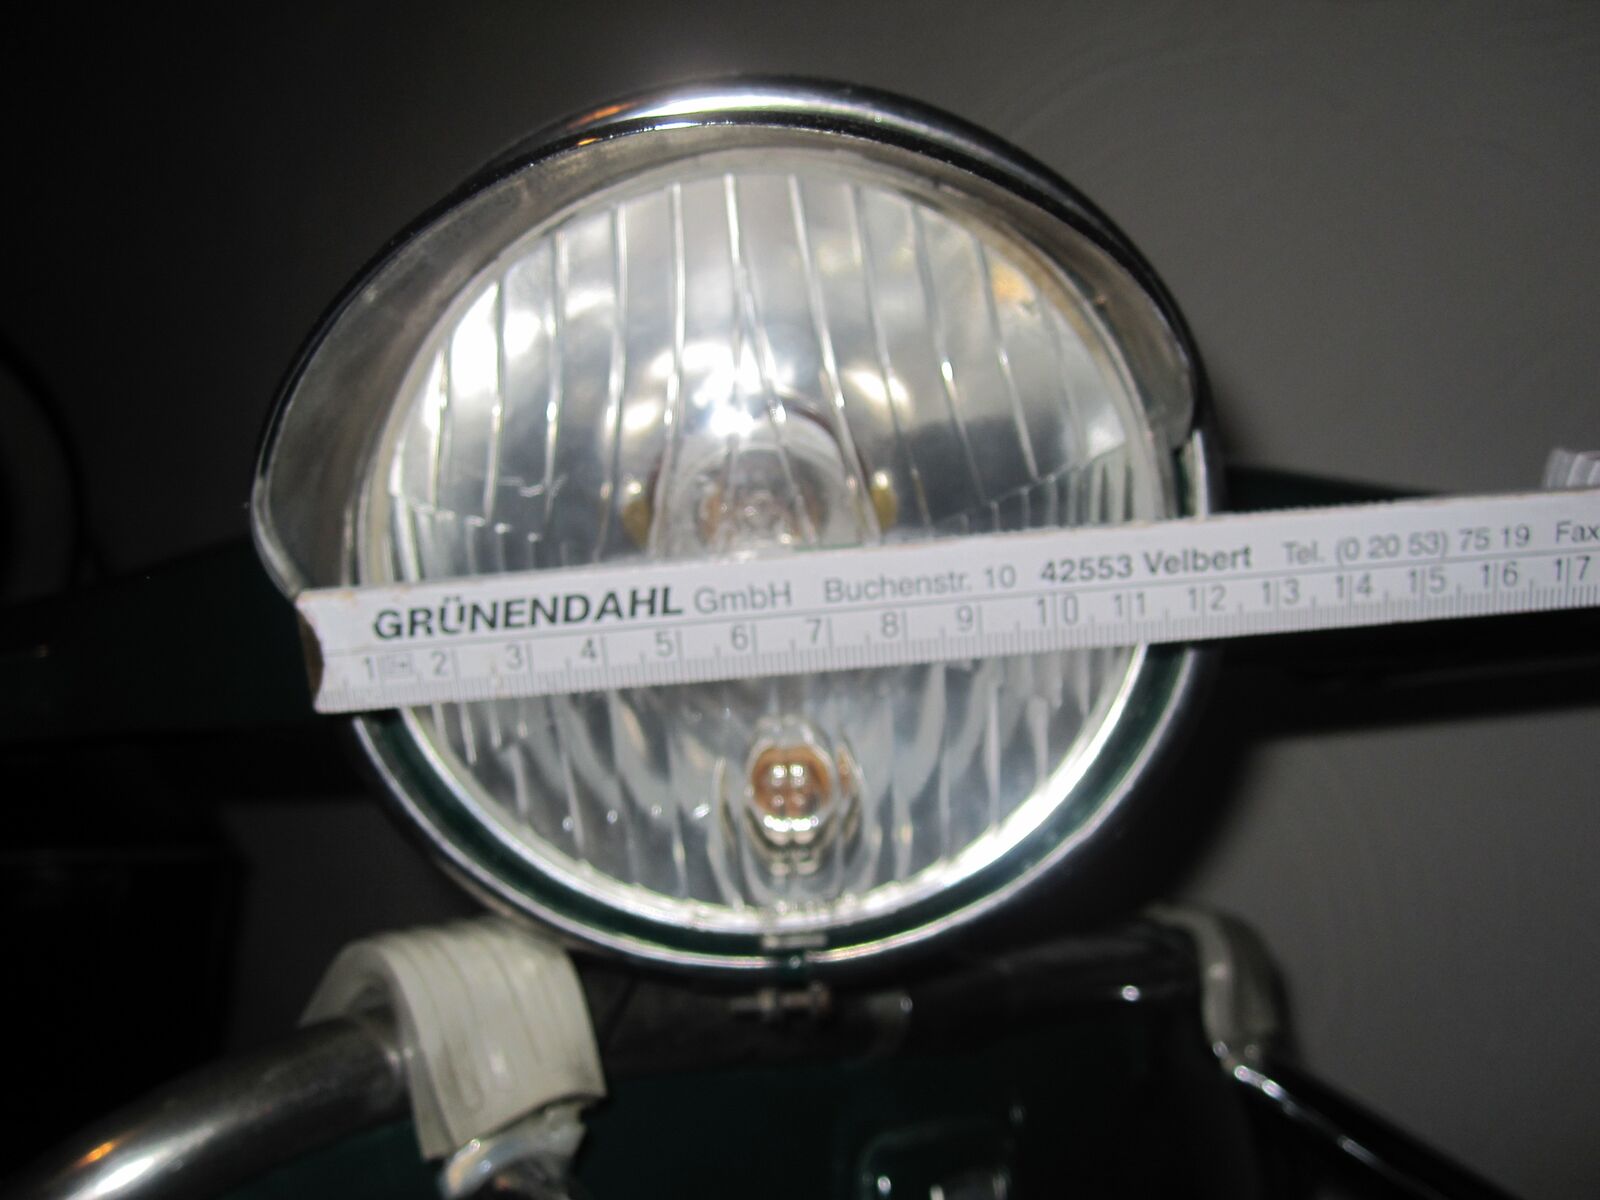 GRÜNENDAHL GmbH Buchenstr. 10 42553 Velbert Tel. (0 20 53) 75 19 Fax
1 2 3 4 5 6 7 8 9 10 11 12 13 14 15 16 17